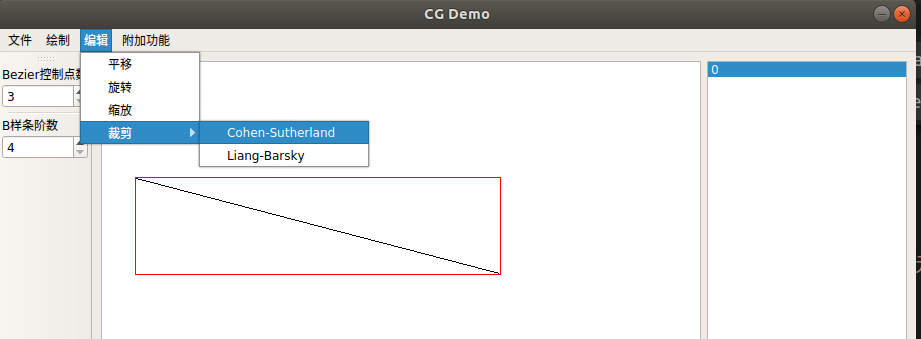 CG Demo
文件 绘制 编辑 附加功能
Bezier控制点数
3
B样条阶数
4
平移
旋转
缩放
裁剪
Cohen-Sutherland
Liang-Barsky
0